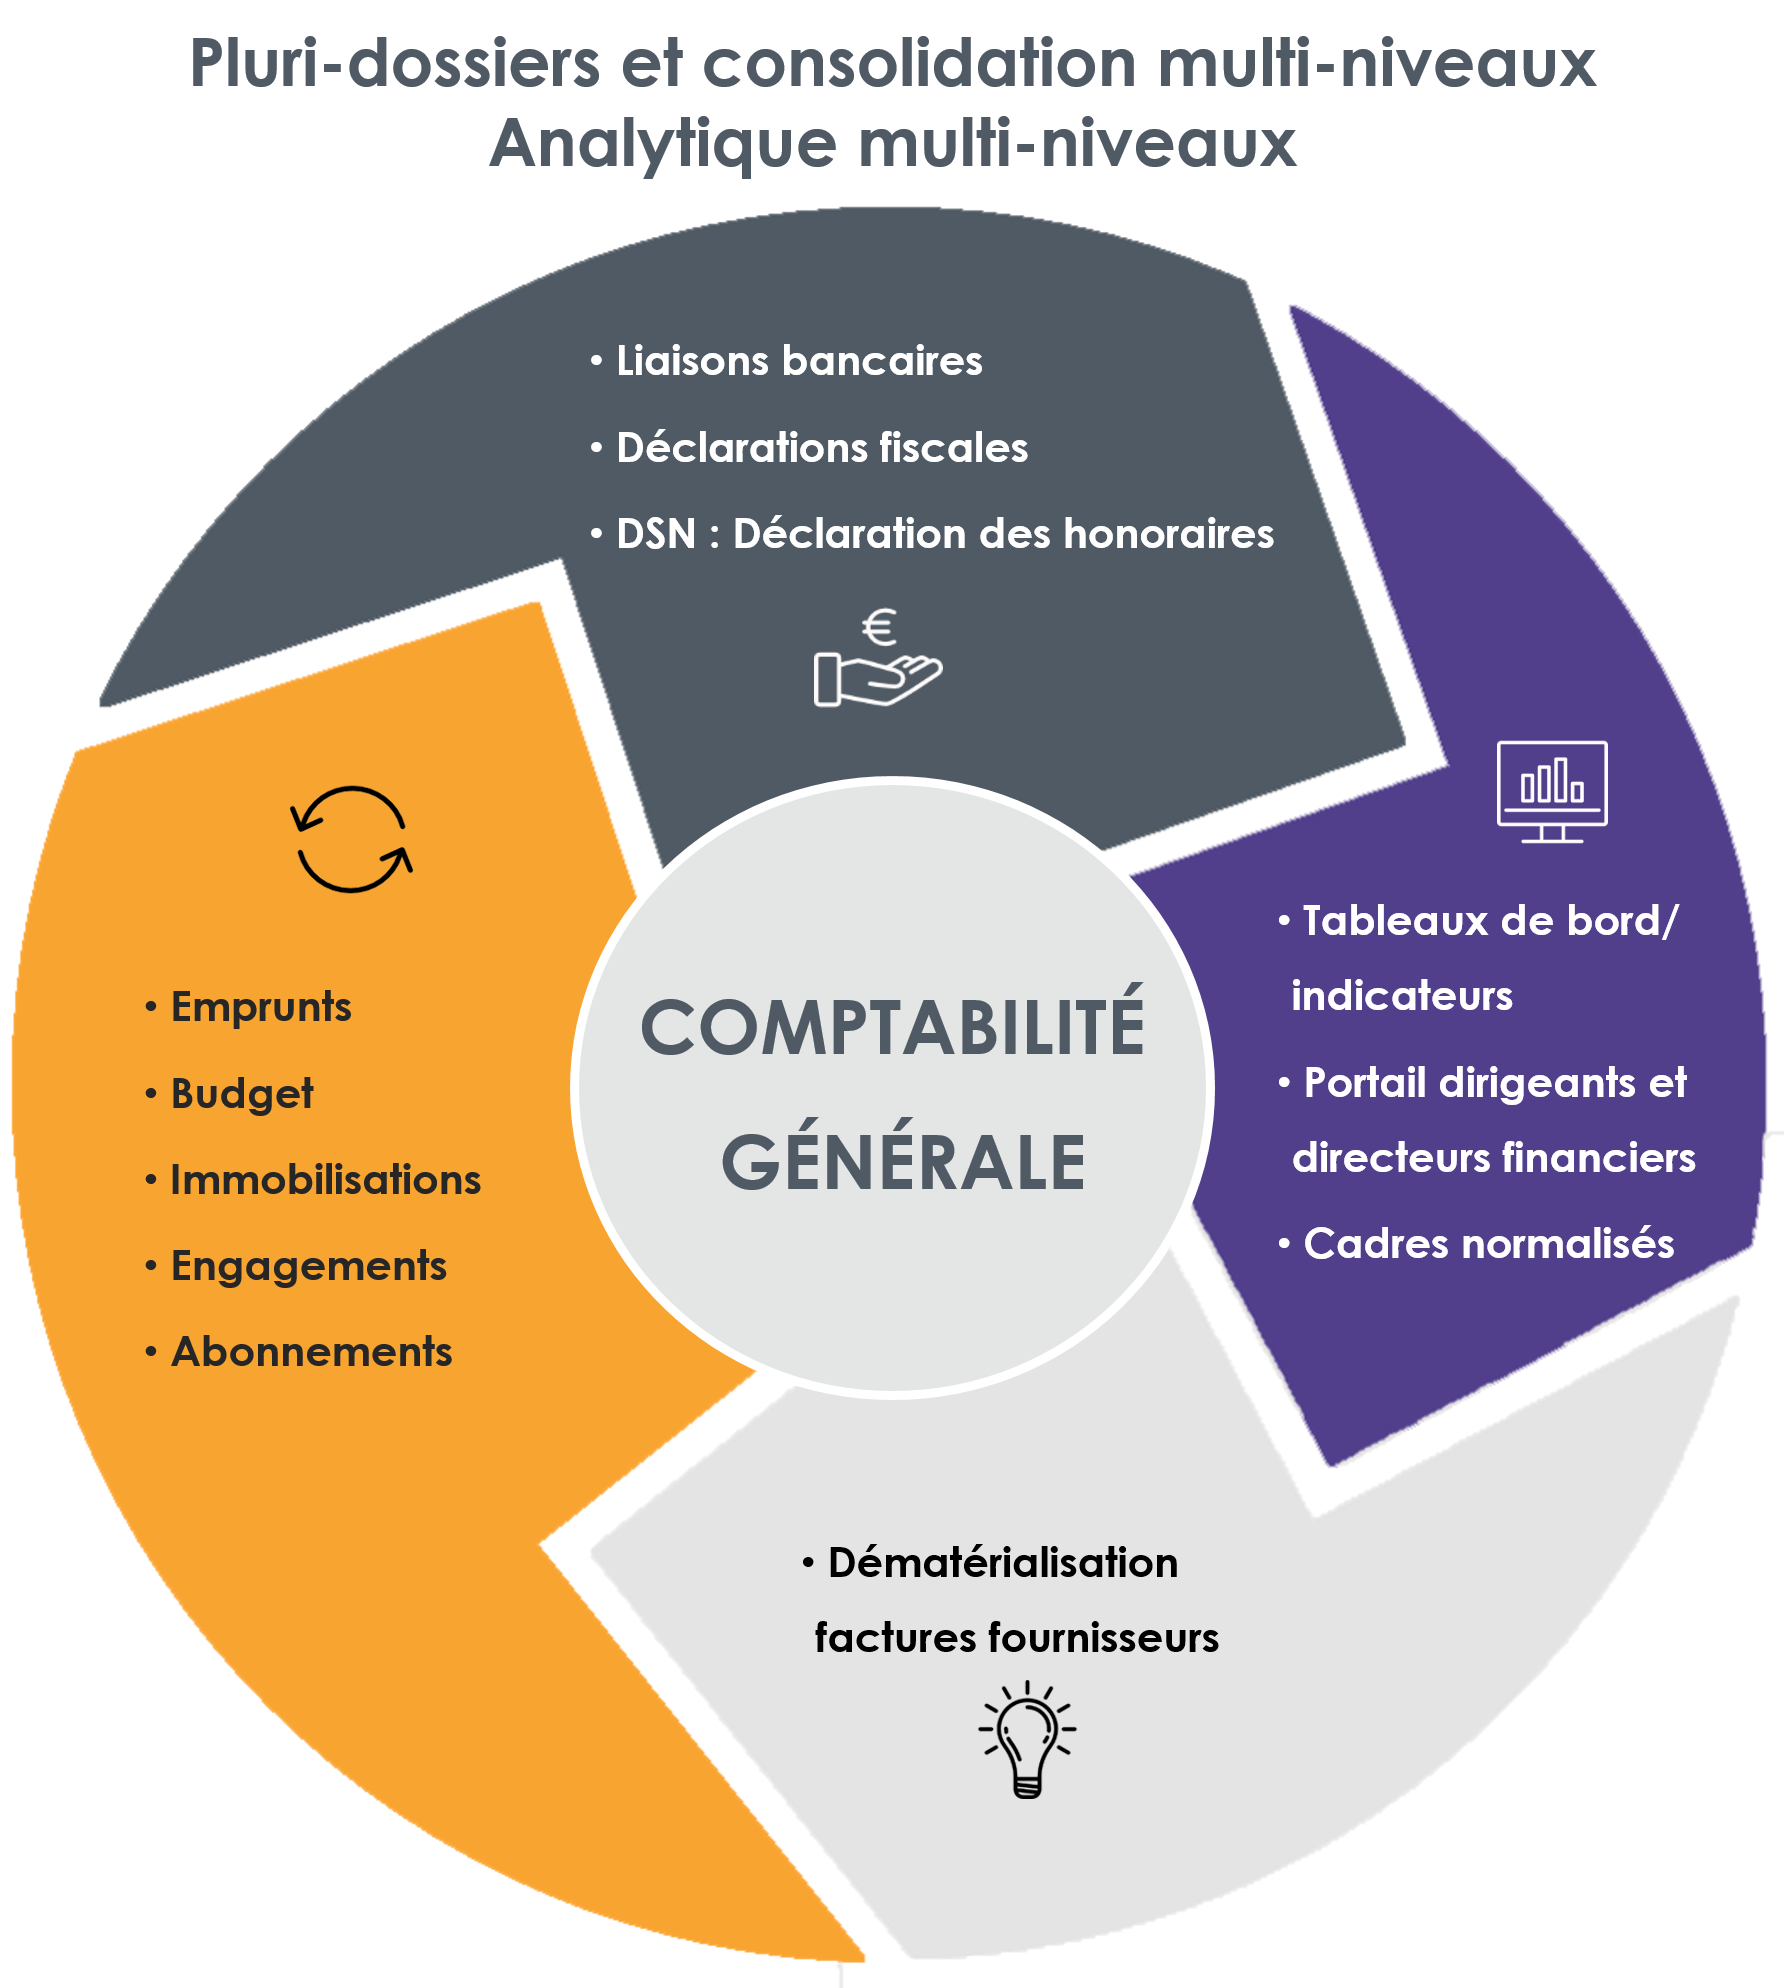 Pluri-dossiers et consolidation multi-niveaux
Analytique multi-niveaux
• Liaisons bancaires
• Déclarations fiscales
• DSN : Déclaration des honoraires
€
• Tableaux de bord/
indicateurs
• Portail dirigeants et
directeurs financiers
• Cadres normalisés
COMPTABILITÉ
GÉNÉRALE
• Emprunts
• Budget
• Immobilisations
• Engagements
• Abonnements
• Dématérialisation
factures fournisseurs